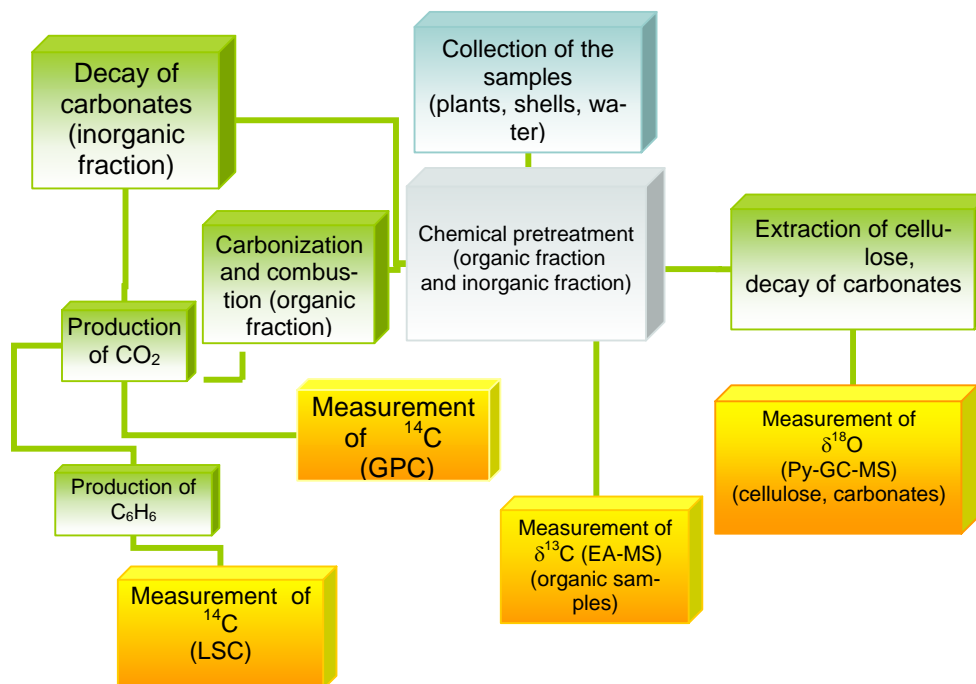 Collection of the
samples
(plants, shells, wa-
ter)
Decay of
carbonates
(inorganic
fraction)
Chemical pretreatment
(organic fraction
and inorganic fraction)
Carbonization
and combus-
tion (organic
fraction)
Extraction of cellu-
lose,
decay of carbonates
Production
of CO₂
Measurement
of ¹⁴C
(GPC)
Measurement of
δ¹⁸O
(Py-GC-MS)
(cellulose, carbonates)
Production of
C₆H₆
Measurement of
δ¹³C (EA-MS)
(organic sam-
ples)
Measurement of
¹⁴C
(LSC)